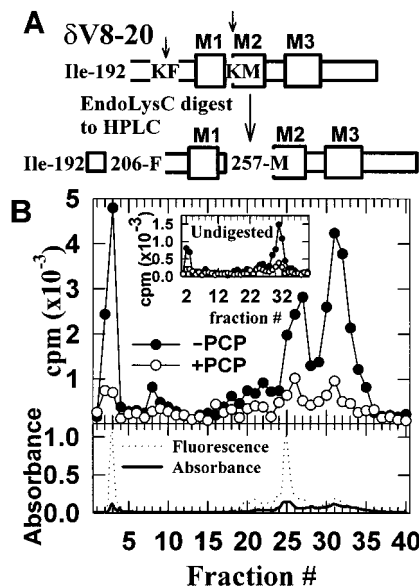 A
δV8-20
M1 M2 M3
Ile-192 KF KM
EndoLysC digest
to HPLC
M1 M2 M3
Ile-192 206-F 257-M
B
5
4
3
2
1
cpm (x10⁻³)
1.5
1.0
0.5
0.0
cpm (x10⁻³)
Undigested
2 12 22 32
fraction #
-PCP
+PCP
1.0
0.5
0.0
Absorbance
Fluorescence
Absorbance
5 10 15 20 25 30 35 40
Fraction #